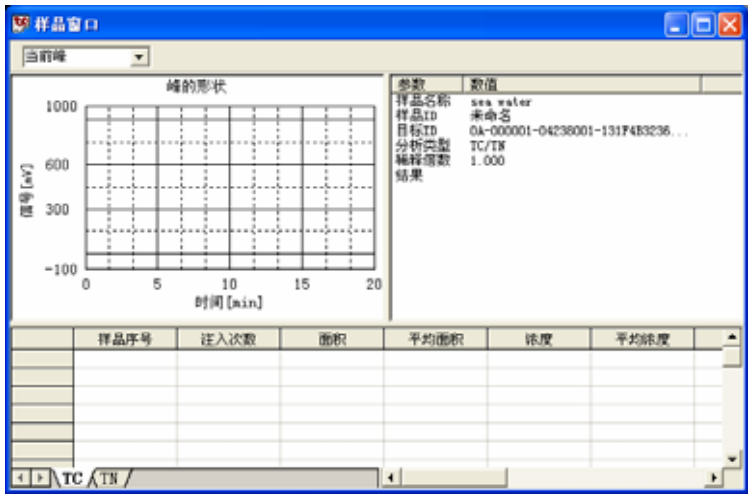 样品窗口
当前峰
峰的形状
1000
600
300
-100
信号[mV]
0 5 10 15 20
时间[min]
参数 数值
样品名称 sea water
样品ID 未命名
目标ID 0A-000001-04238001-131F4B3236...
分析类型 TC/TN
稀释倍数 1.000
结果
样品序号 注入次数 面积 平均面积 浓度 平均浓度
TC TN